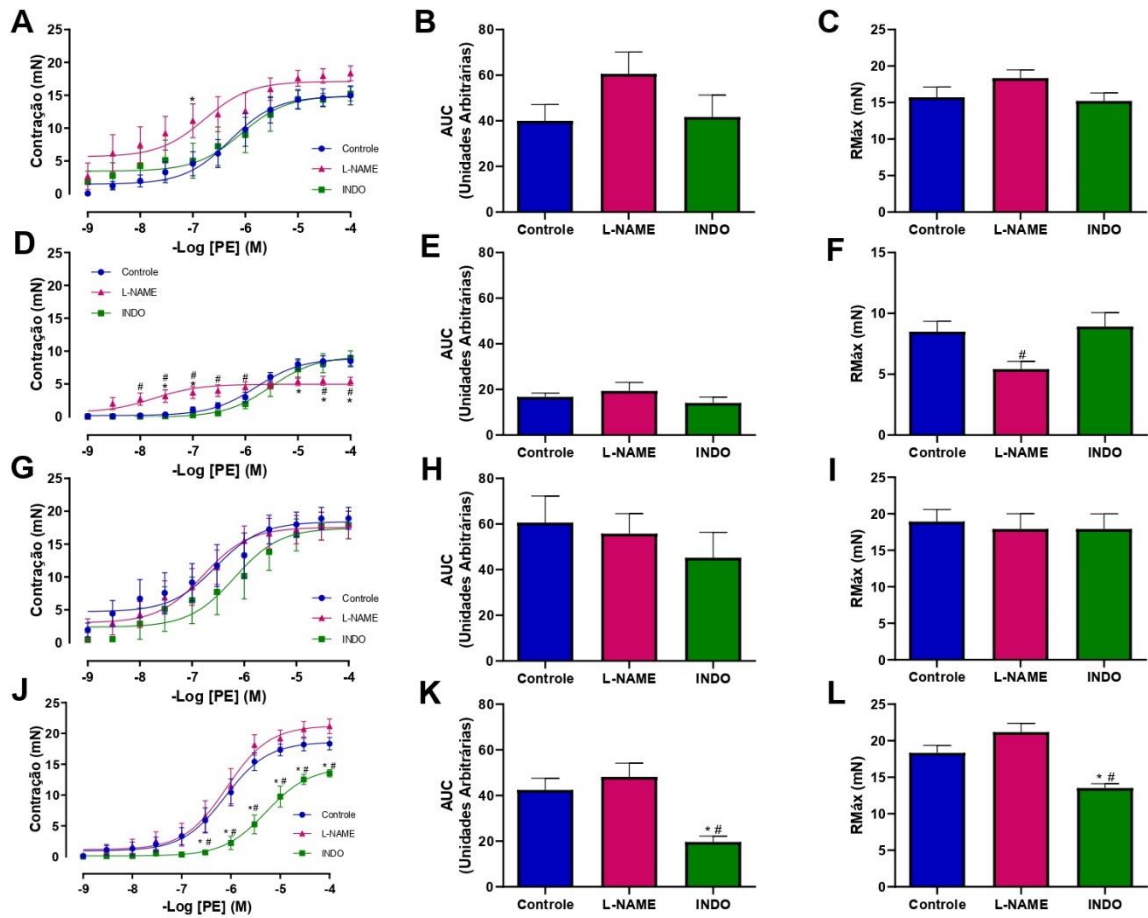 A
Contração (mN)
25
20
15
10
5
0
*
Controle
L-NAME
INDO
-9 -8 -7 -6 -5 -4
-Log [PE] (M)
B
AUC
(Unidades Arbitrárias)
80
60
40
20
0
Controle L-NAME INDO
C
RMáx (mN)
25
20
15
10
5
0
Controle L-NAME INDO
D
Contração (mN)
25
20
15
10
5
0
Controle
L-NAME
INDO
# # # # # # #
* * * * *
-9 -8 -7 -6 -5 -4
-Log [PE] (M)
E
AUC
(Unidades Arbitrárias)
80
60
40
20
0
Controle L-NAME INDO
F
RMáx (mN)
15
10
5
0
#
Controle L-NAME INDO
G
Contração (mN)
25
20
15
10
5
0
Controle
L-NAME
INDO
-9 -8 -7 -6 -5 -4
-Log [PE] (M)
H
AUC
(Unidades Arbitrárias)
80
60
40
20
0
Controle L-NAME INDO
I
RMáx (mN)
25
20
15
10
5
0
Controle L-NAME INDO
J
Contração (mN)
25
20
15
10
5
0
* # * # *# * # * # * #
Controle
L-NAME
INDO
-9 -8 -7 -6 -5 -4
-Log [PE] (M)
K
AUC
(Unidades Arbitrárias)
80
60
40
20
0
* #
Controle L-NAME INDO
L
RMáx (mN)
25
20
15
10
5
0
* #
Controle L-NAME INDO